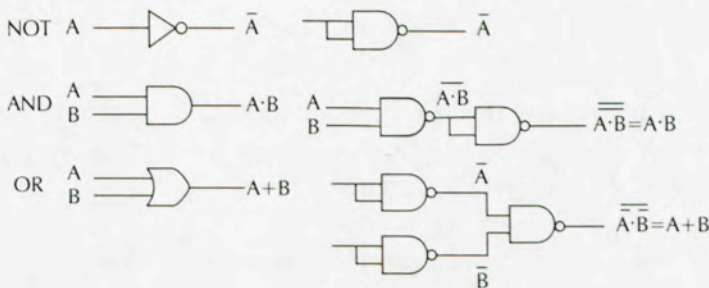 NOT A Ā Ā
A A·B A̅·̅B̅
AND B A B A̿·̿B̿=A·B
A Ā
OR B A+B
A̅̅·̅B̅̅=A+B
B̄